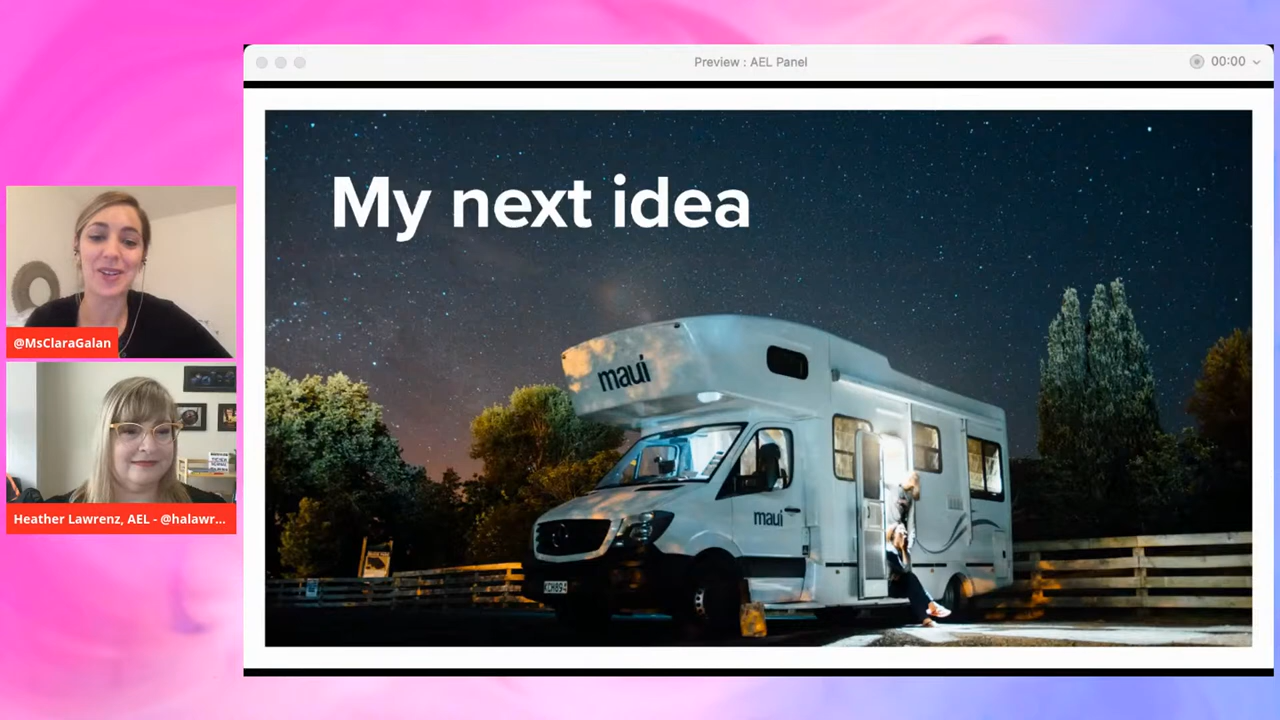 Preview : AEL Panel
00:00
My next idea
maui
maui
@MsClaraGalan
Heather Lawrenz, AEL - @halawr...